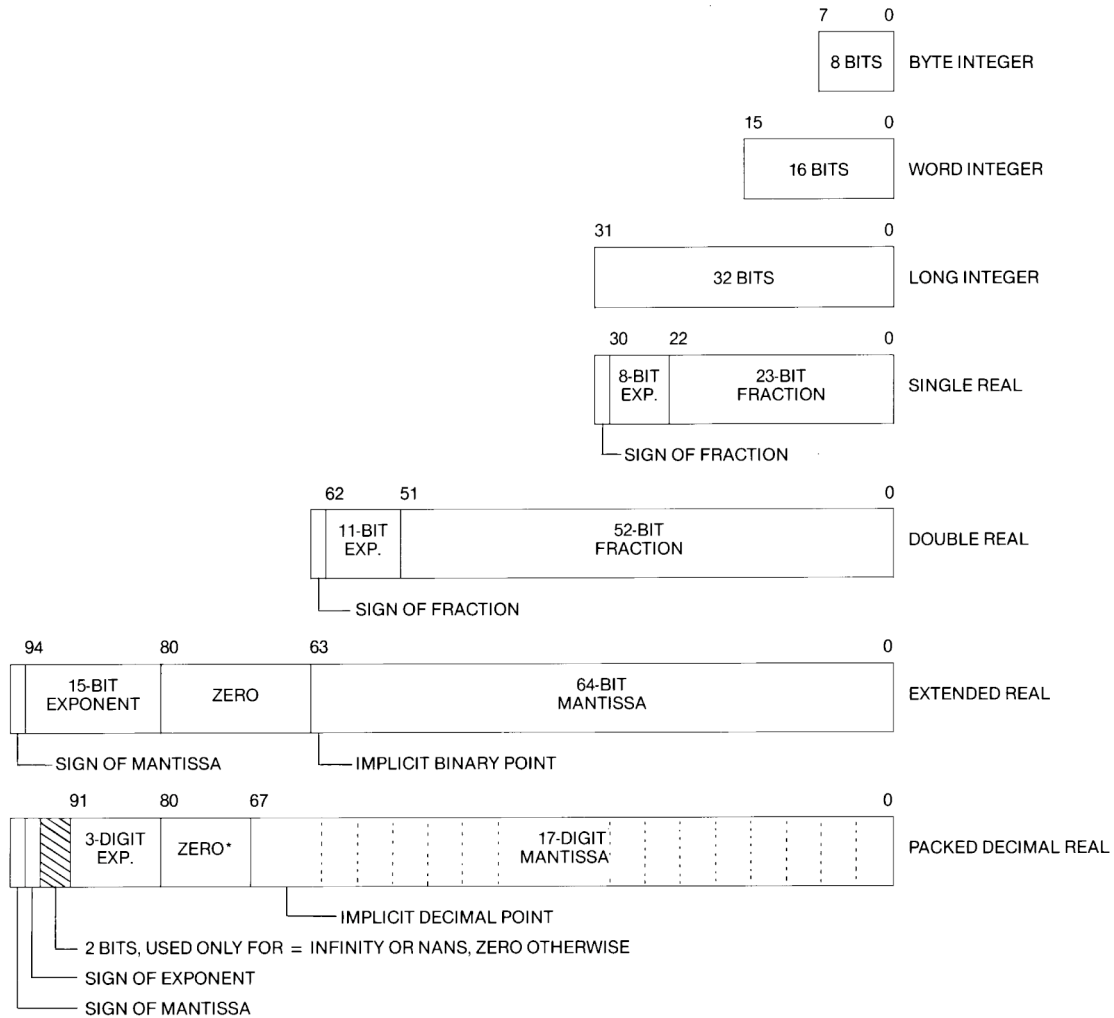 7 0
8 BITS BYTE INTEGER
15 0
16 BITS WORD INTEGER
31 0
32 BITS LONG INTEGER
30 22 0
8-BIT EXP. 23-BIT FRACTION SINGLE REAL
SIGN OF FRACTION
62 51 0
11-BIT EXP. 52-BIT FRACTION DOUBLE REAL
SIGN OF FRACTION
94 80 63 0
15-BIT EXPONENT ZERO 64-BIT MANTISSA EXTENDED REAL
SIGN OF MANTISSA IMPLICIT BINARY POINT
91 80 67 0
3-DIGIT EXP. ZERO* 17-DIGIT MANTISSA PACKED DECIMAL REAL
IMPLICIT DECIMAL POINT
2 BITS, USED ONLY FOR = INFINITY OR NANS, ZERO OTHERWISE
SIGN OF EXPONENT
SIGN OF MANTISSA